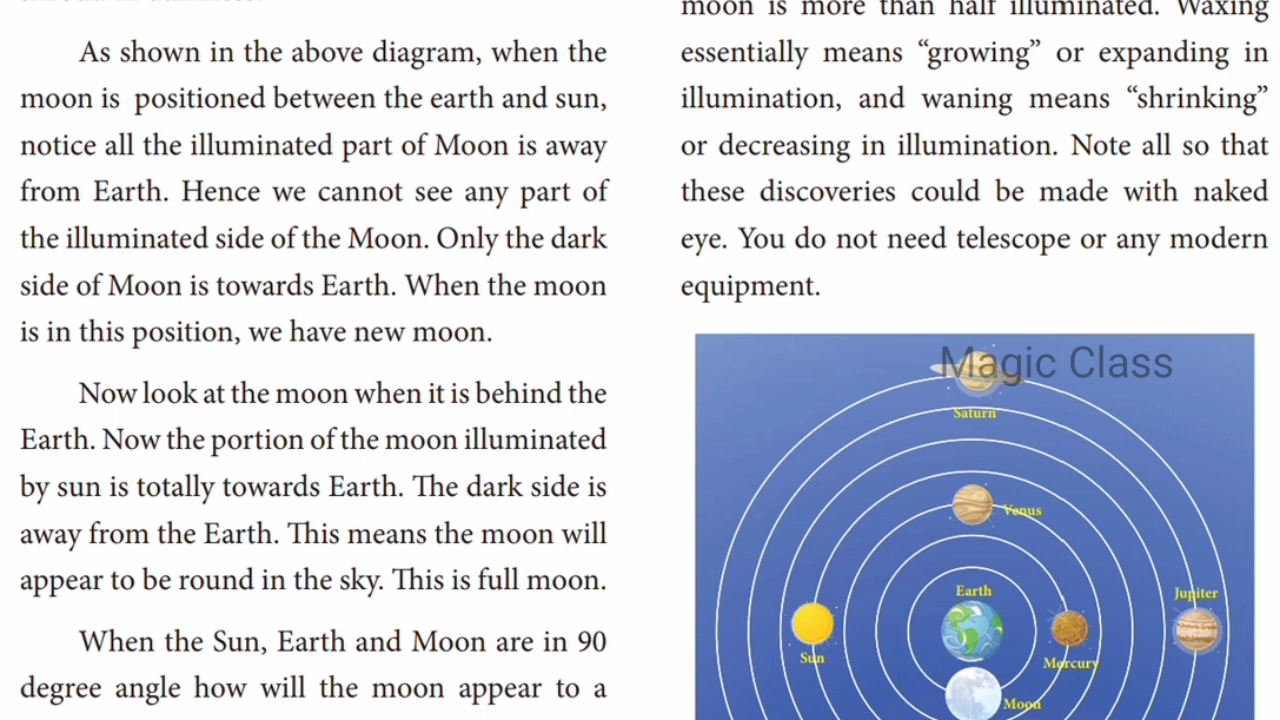 As shown in the above diagram, when the
moon is positioned between the earth and sun,
notice all the illuminated part of Moon is away
from Earth. Hence we cannot see any part of
the illuminated side of the Moon. Only the dark
side of Moon is towards Earth. When the moon
is in this position, we have new moon.
Now look at the moon when it is behind the
Earth. Now the portion of the moon illuminated
by sun is totally towards Earth. The dark side is
away from the Earth. This means the moon will
appear to be round in the sky. This is full moon.
When the Sun, Earth and Moon are in 90
degree angle how will the moon appear to a
moon is more than half illuminated. Waxing
essentially means “growing” or expanding in
illumination, and waning means “shrinking”
or decreasing in illumination. Note all so that
these discoveries could be made with naked
eye. You do not need telescope or any modern
equipment.
Magic Class
Saturn
Venus
Earth
Jupiter
Sun
Mercury
Moon